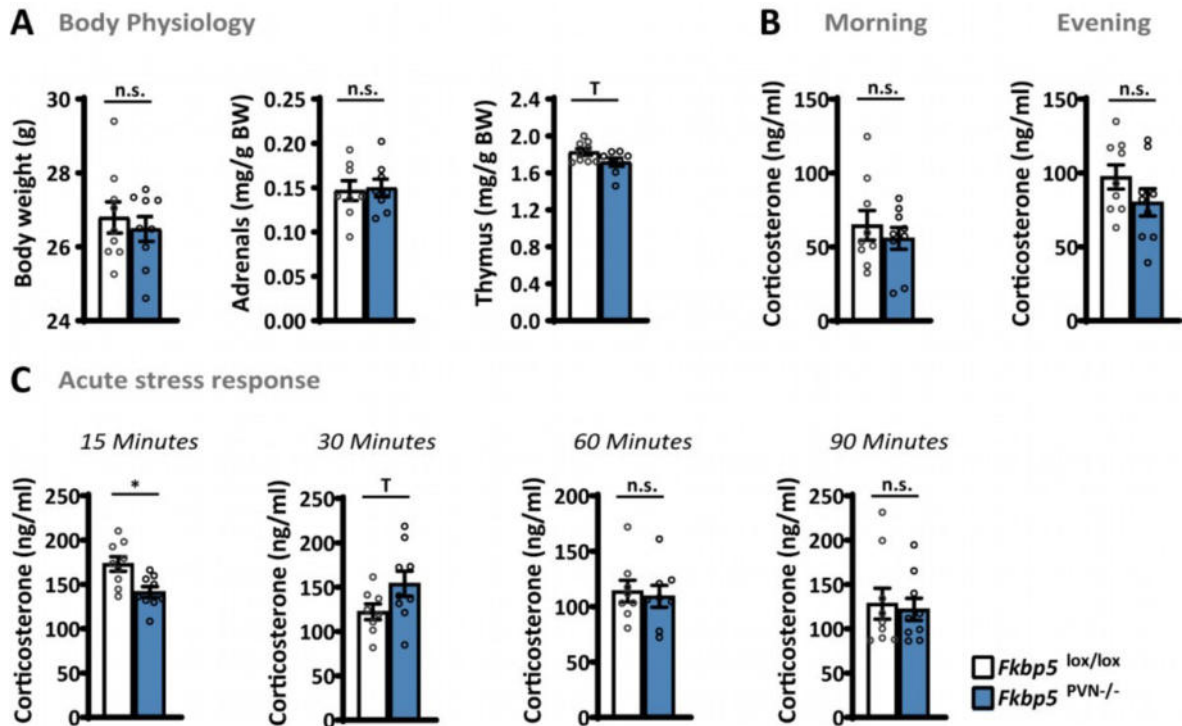 A Body Physiology
B Morning Evening
n.s.
n.s.
T
n.s.
n.s.
Body weight (g)
30
28
26
24
Adrenals (mg/g BW)
0.25
0.20
0.15
0.10
0.05
0.00
Thymus (mg/g BW)
2.4
2.0
1.6
1.2
0.8
0.4
0.0
Corticosterone (ng/ml)
150
100
50
0
Corticosterone (ng/ml)
150
100
50
0
C Acute stress response
15 Minutes
30 Minutes
60 Minutes
90 Minutes
*
T
n.s.
n.s.
Corticosterone (ng/ml)
250
200
150
100
50
0
Corticosterone (ng/ml)
250
200
150
100
50
0
Corticosterone (ng/ml)
200
150
100
50
0
Corticosterone (ng/ml)
250
200
150
100
50
0
Fkbp5 lox/lox
Fkbp5 PVN-/-